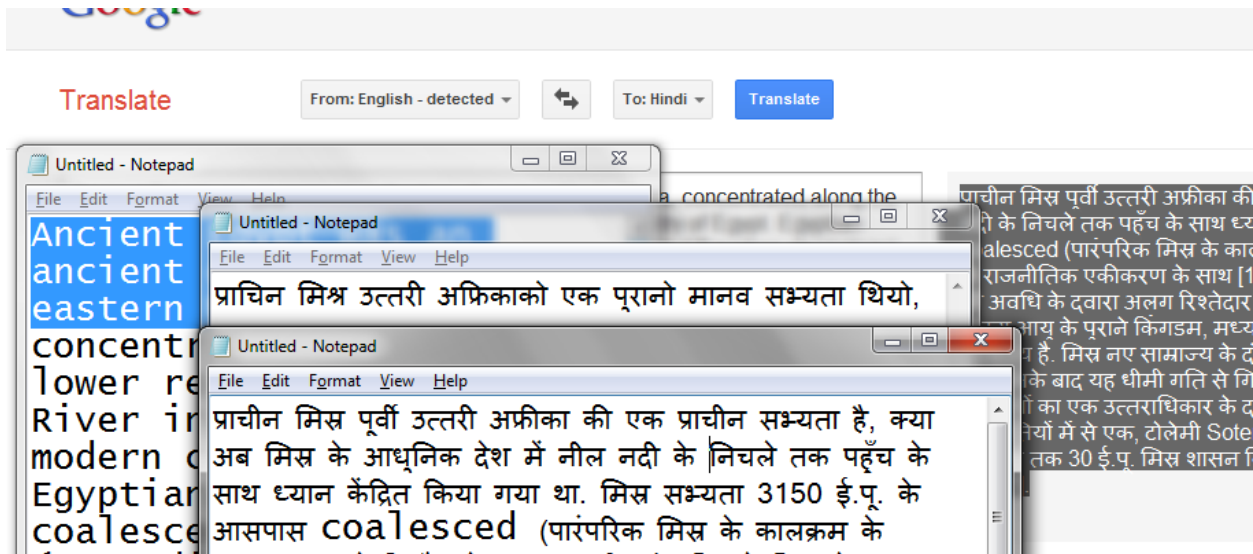 Google
Translate
From: English - detected
To: Hindi
Translate
Untitled - Notepad
File Edit Format View Help
Ancient
ancient
eastern
concentr
lower re
River in
modern c
Egyptian
coalesce
a, concentrated along the
Untitled - Notepad
File Edit Format View Help
प्राचिन मिश्र उत्तरी अफ्रिकाको एक पुरानो मानव सभ्यता थियो,
Untitled - Notepad
File Edit Format View Help
प्राचीन मिस्र पूर्वी उत्तरी अफ्रीका की एक प्राचीन सभ्यता है, क्या
अब मिस्र के आधुनिक देश में नील नदी के निचले तक पहुँच के
साथ ध्यान केंद्रित किया गया था. मिस्र सभ्यता 3150 ई.पू. के
आसपास coalesced (पारंपरिक मिस्र के कालक्रम के
प्राचीन मिस्र पूर्वी उत्तरी अफ्रीका की
के निचले तक पहुँच के साथ
alesced (पारंपरिक मिस्र के
राजनीतिक एकीकरण के साथ [1
अवधि के द्वारा अलग रिश्तेदार
आयु के पुराने किंगडम, मध्य
है. मिस्र नए साम्राज्य के
के बाद यह धीमी गति से
का एक उत्तराधिकार के
में से एक, टोलेमी Sote
तक 30 ई.पू. मिस्र शासन